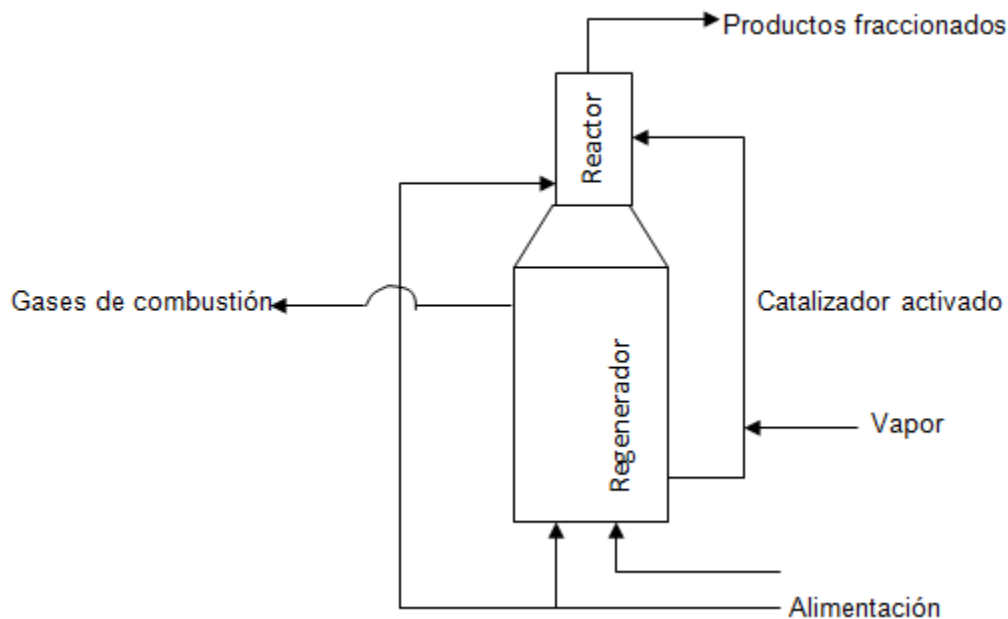 Productos fraccionados
Reactor
Gases de combustión
Catalizador activado
Regenerador
Vapor
Alimentación